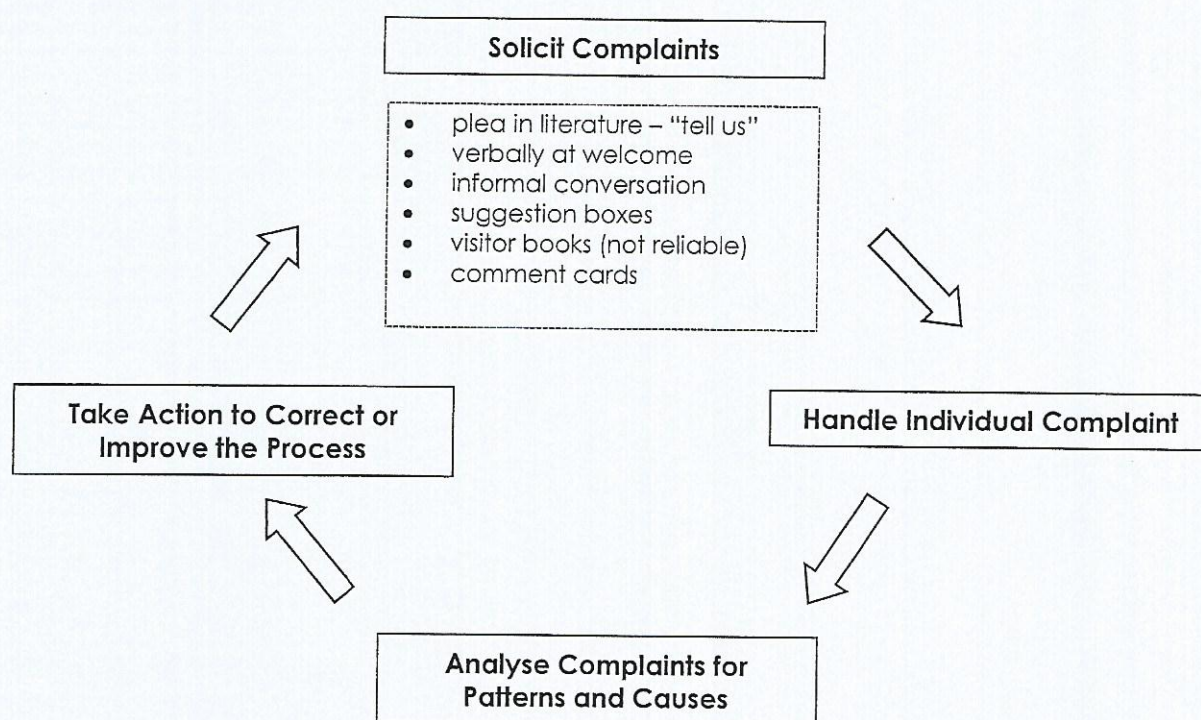 Solicit Complaints
• plea in literature – “tell us”
• verbally at welcome
• informal conversation
• suggestion boxes
• visitor books (not reliable)
• comment cards
Take Action to Correct or
Improve the Process
Handle Individual Complaint
Analyse Complaints for
Patterns and Causes